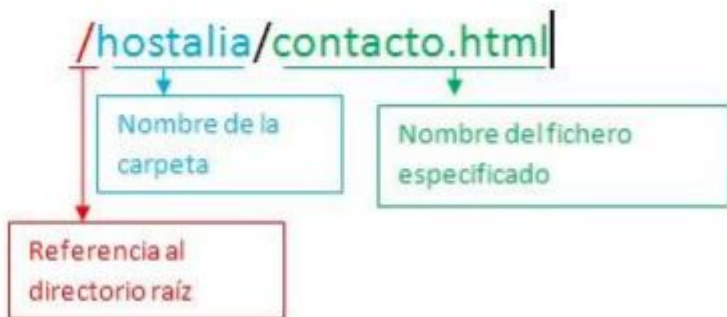 /hostalia/contacto.html
Nombre de la
carpeta
Nombre del fichero
especificado
Referencia al
directorio raíz